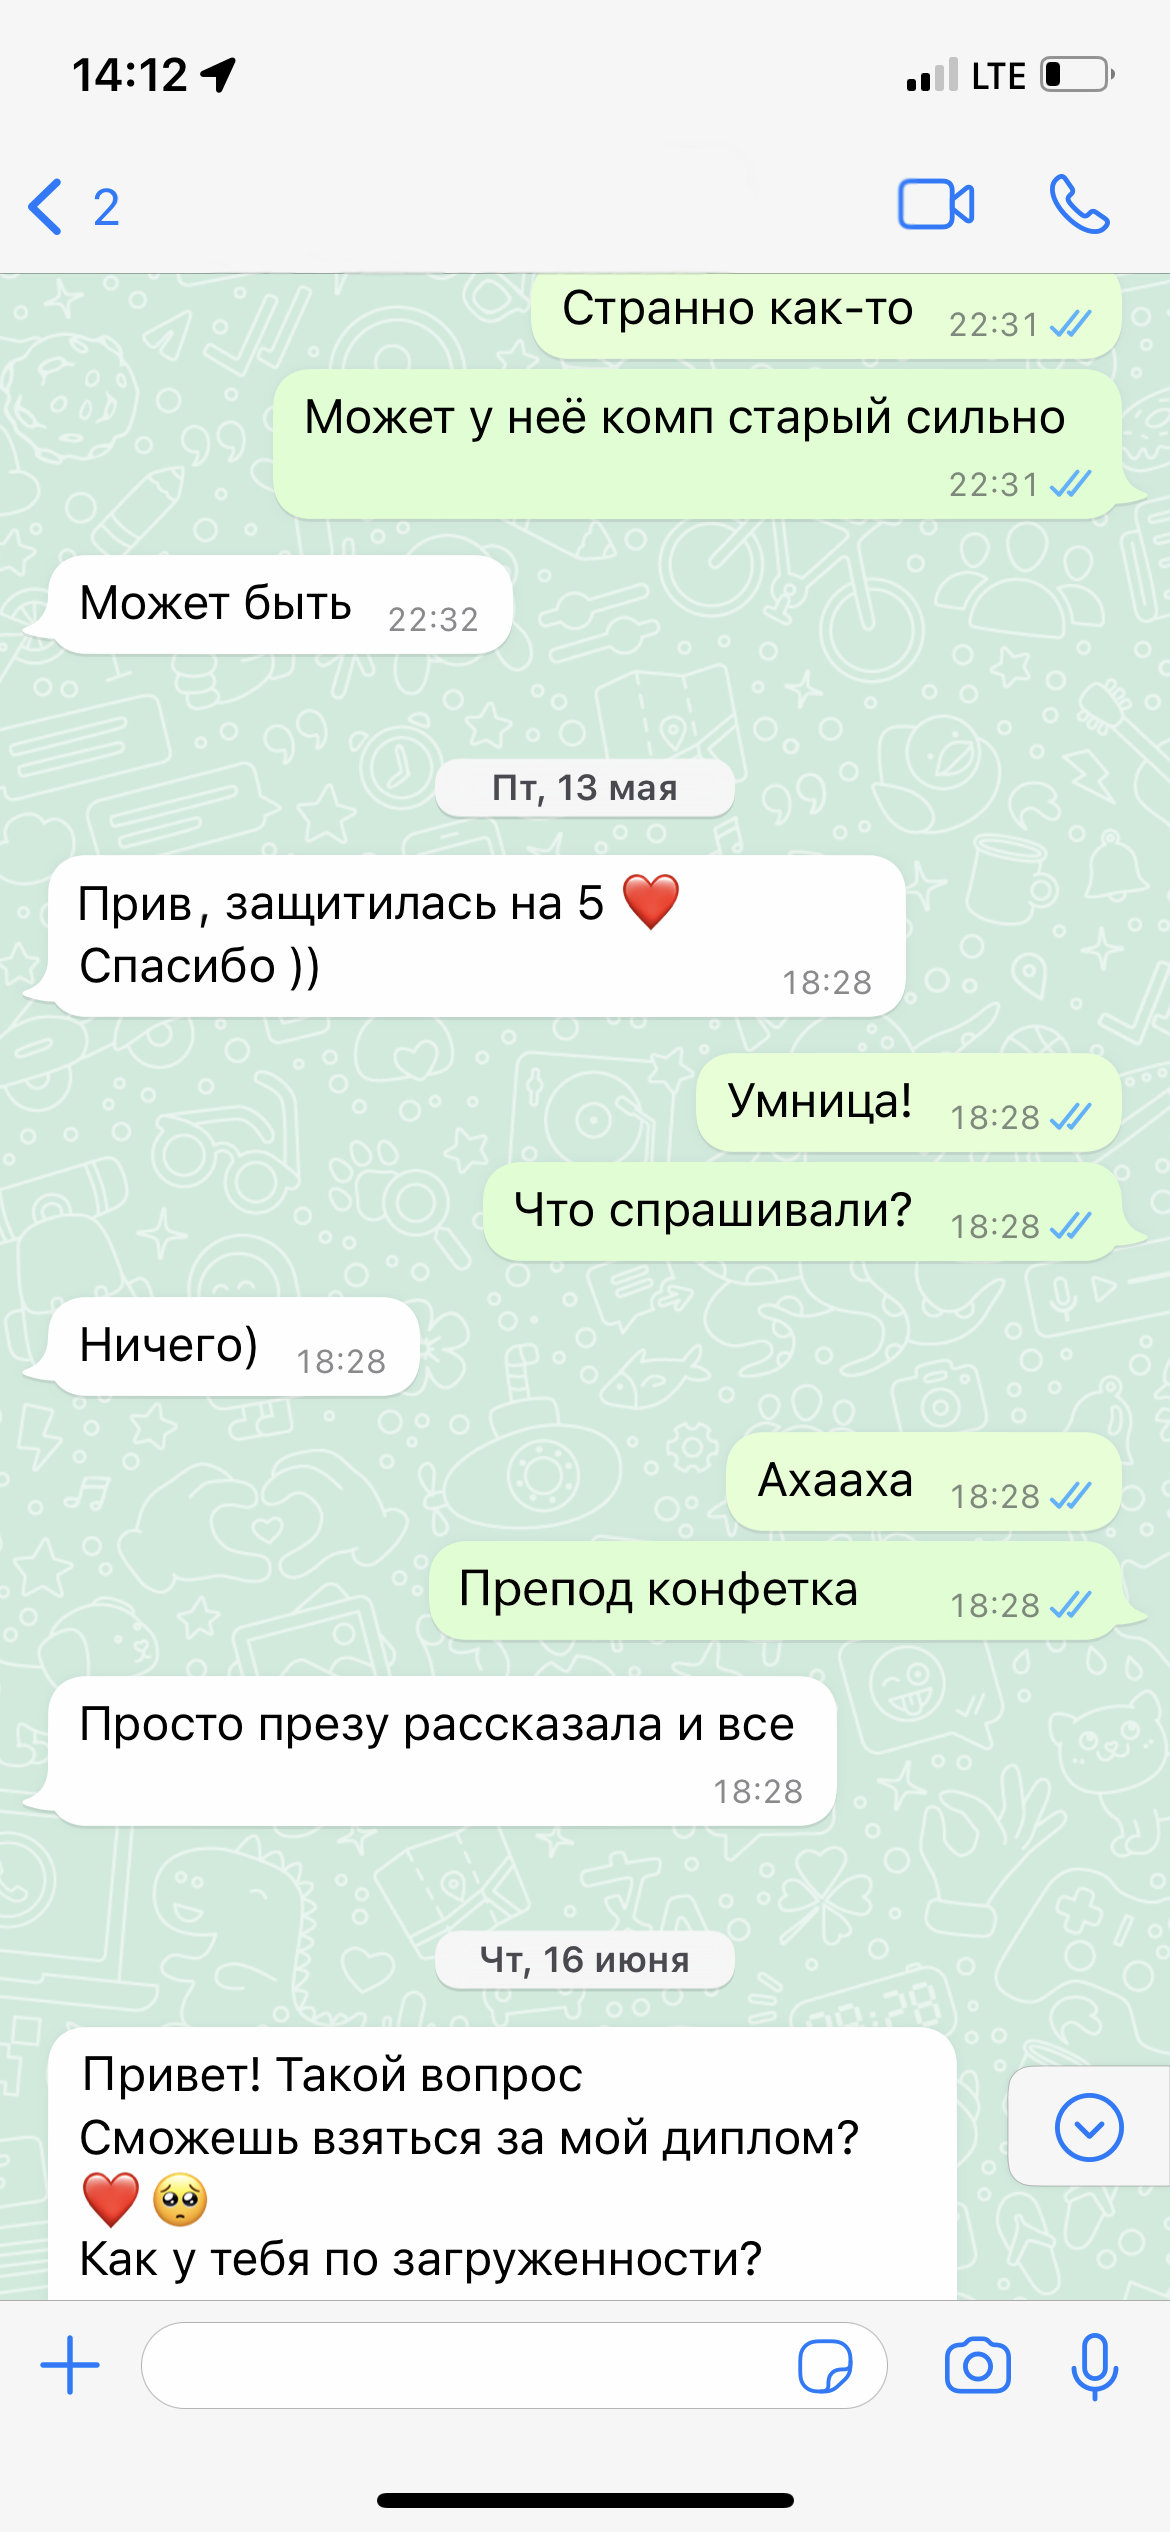 14:12
LTE
2
Странно как-то 22:31
Может у неё комп старый сильно
22:31
Может быть 22:32
Пт, 13 мая
Прив, защитилась на 5 ❤️
Спасибо )) 18:28
Умница! 18:28
Что спрашивали? 18:28
Ничего) 18:28
Ахааха 18:28
Препод конфетка 18:28
Просто презу рассказала и все
18:28
Чт, 16 июня
Привет! Такой вопрос
Сможешь взяться за мой диплом?
❤️🥺
Как у тебя по загруженности?